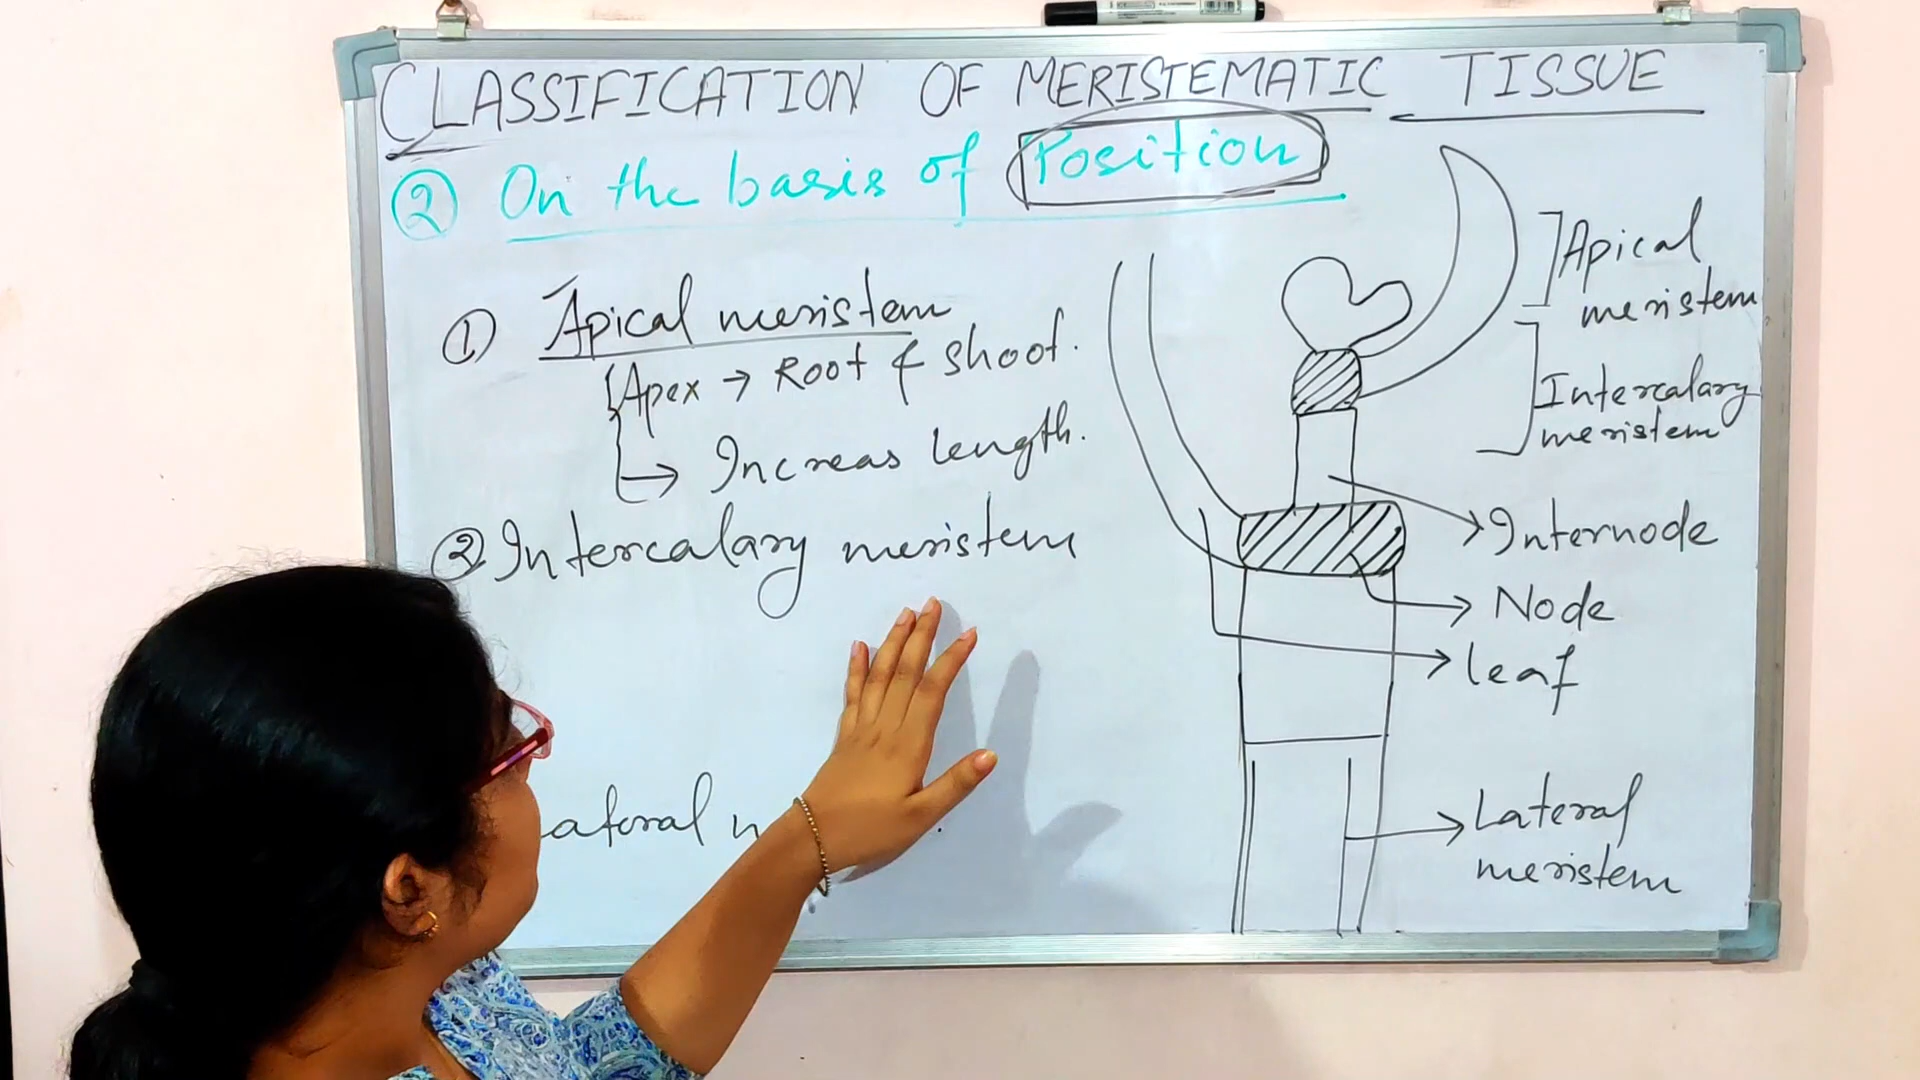 CLASSIFICATION OF MERISTEMATIC TISSUE
② On the basis of Position
① Apical meristem
Apex → Root & shoot.
→ Increas length.
② Intercalary meristem
Apical
meristem
Intercalary
meristem
Internode
Node
leaf
Lateral
meristem